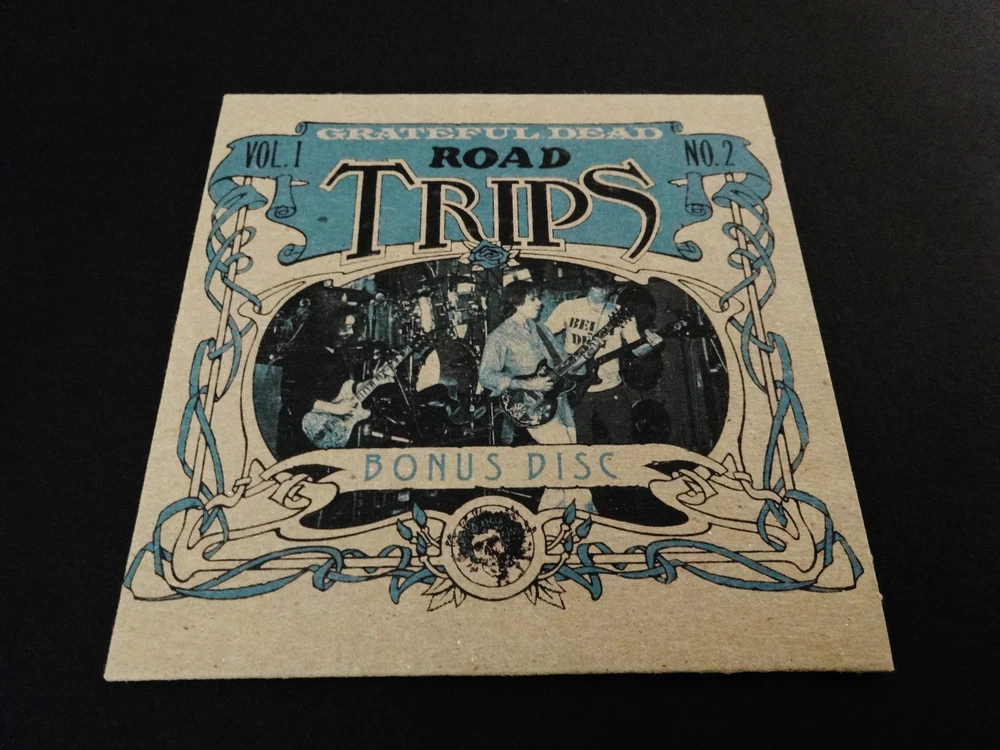 GRATEFUL DEAD
VOL. 1
ROAD
NO. 2
TRIPS
BONUS DISC